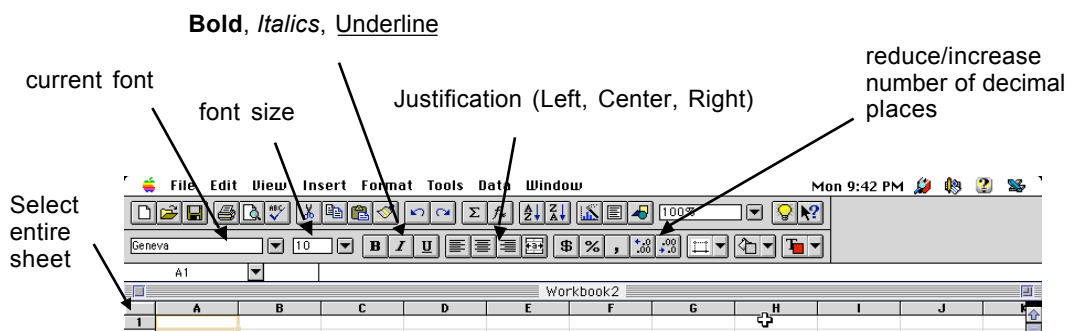 Bold, Italics, Underline
reduce/increase
number of decimal
places
current font
font size
Justification (Left, Center, Right)
File Edit View Insert Format Tools Data Window
Mon 9:42 PM
Select
entire
sheet
ABC
Σ
100%
Geneva
10
B I U
$ % ,
A1
Workbook2
A B C D E F G H I J K
1